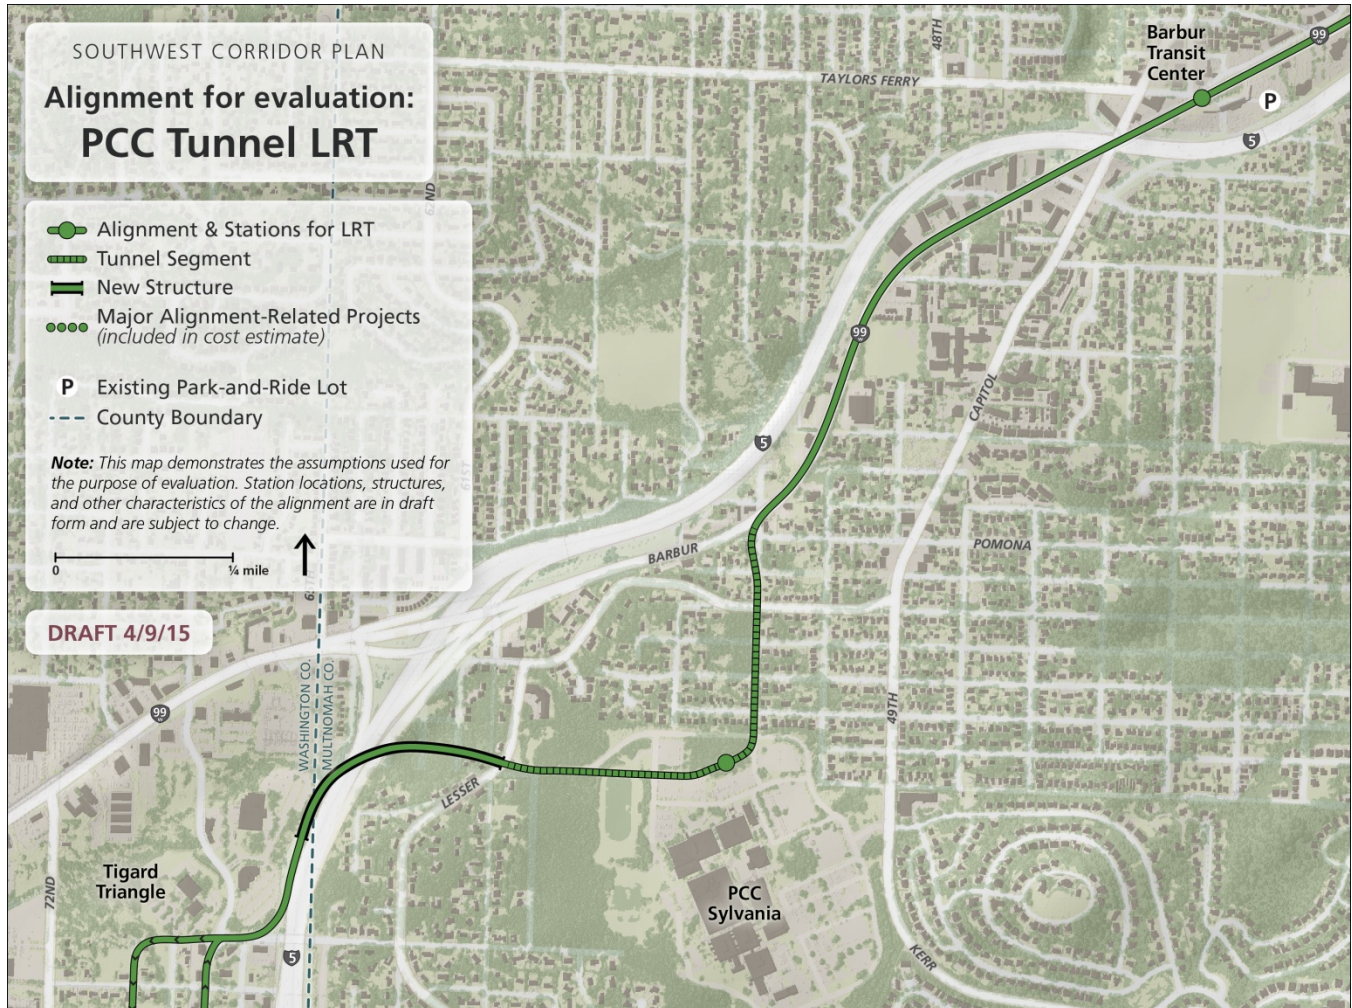 SOUTHWEST CORRIDOR PLAN
Alignment for evaluation:
PCC Tunnel LRT
Alignment & Stations for LRT
Tunnel Segment
New Structure
Major Alignment-Related Projects
(included in cost estimate)
P Existing Park-and-Ride Lot
County Boundary
Note: This map demonstrates the assumptions used for
the purpose of evaluation. Station locations, structures,
and other characteristics of the alignment are in draft
form and are subject to change.
0 ¼ mile
DRAFT 4/9/15
62ND
61ST
48TH
TAYLORS FERRY
Barbur
Transit
Center
99
P
5
99
5
CAPITOL
BARBUR
POMONA
WASHINGTON CO.
MULTNOMAH CO.
99
49TH
LESSER
Tigard
Triangle
72ND
PCC
Sylvania
5
KERR